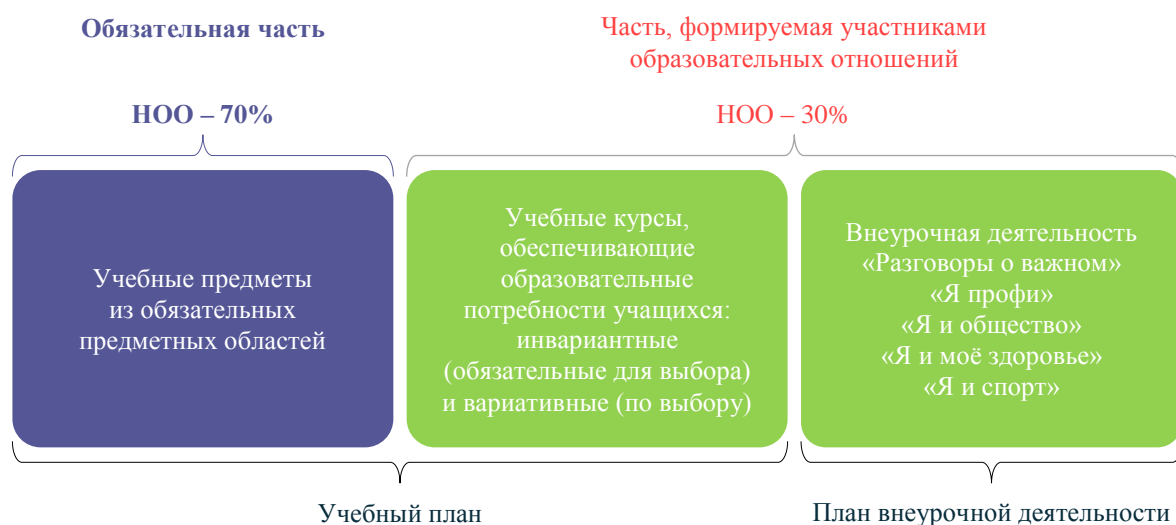 Обязательная часть
Часть, формируемая участниками
образовательных отношений
НОО – 70%
НОО – 30%
Учебные предметы
из обязательных
предметных областей
Учебные курсы,
обеспечивающие
образовательные
потребности учащихся:
инвариантные
(обязательные для выбора)
и вариативные (по выбору)
Внеурочная деятельность
«Разговоры о важном»
«Я профи»
«Я и общество»
«Я и моё здоровье»
«Я и спорт»
Учебный план
План внеурочной деятельности